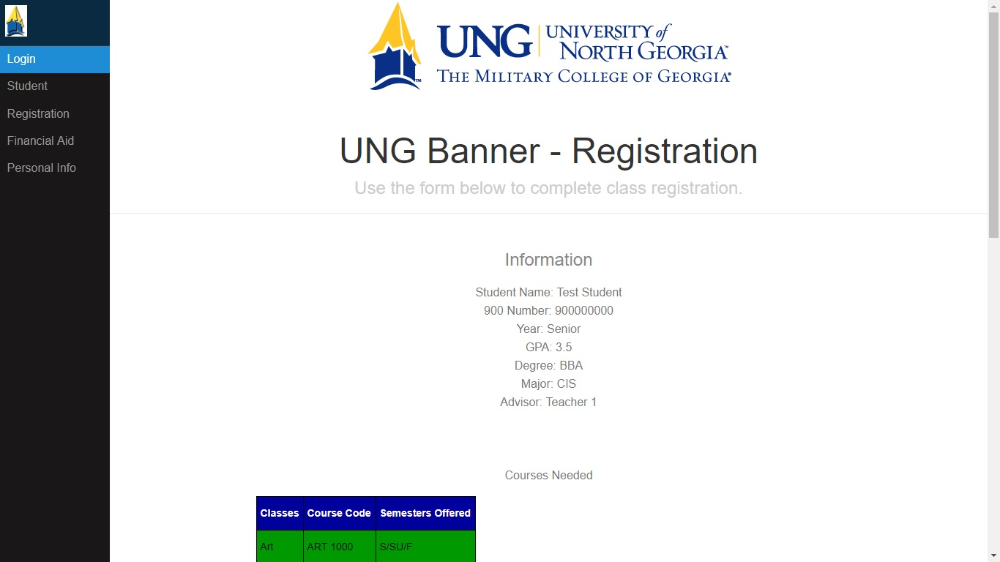 UNG UNIVERSITY of
NORTH GEORGIA™
THE MILITARY COLLEGE OF GEORGIA®
Login
Student
Registration
Financial Aid
Personal Info
UNG Banner - Registration
Use the form below to complete class registration.
Information
Student Name: Test Student
900 Number: 900000000
Year: Senior
GPA: 3.5
Degree: BBA
Major: CIS
Advisor: Teacher 1
Courses Needed
Classes Course Code Semesters Offered
Art ART 1000 S/SU/F